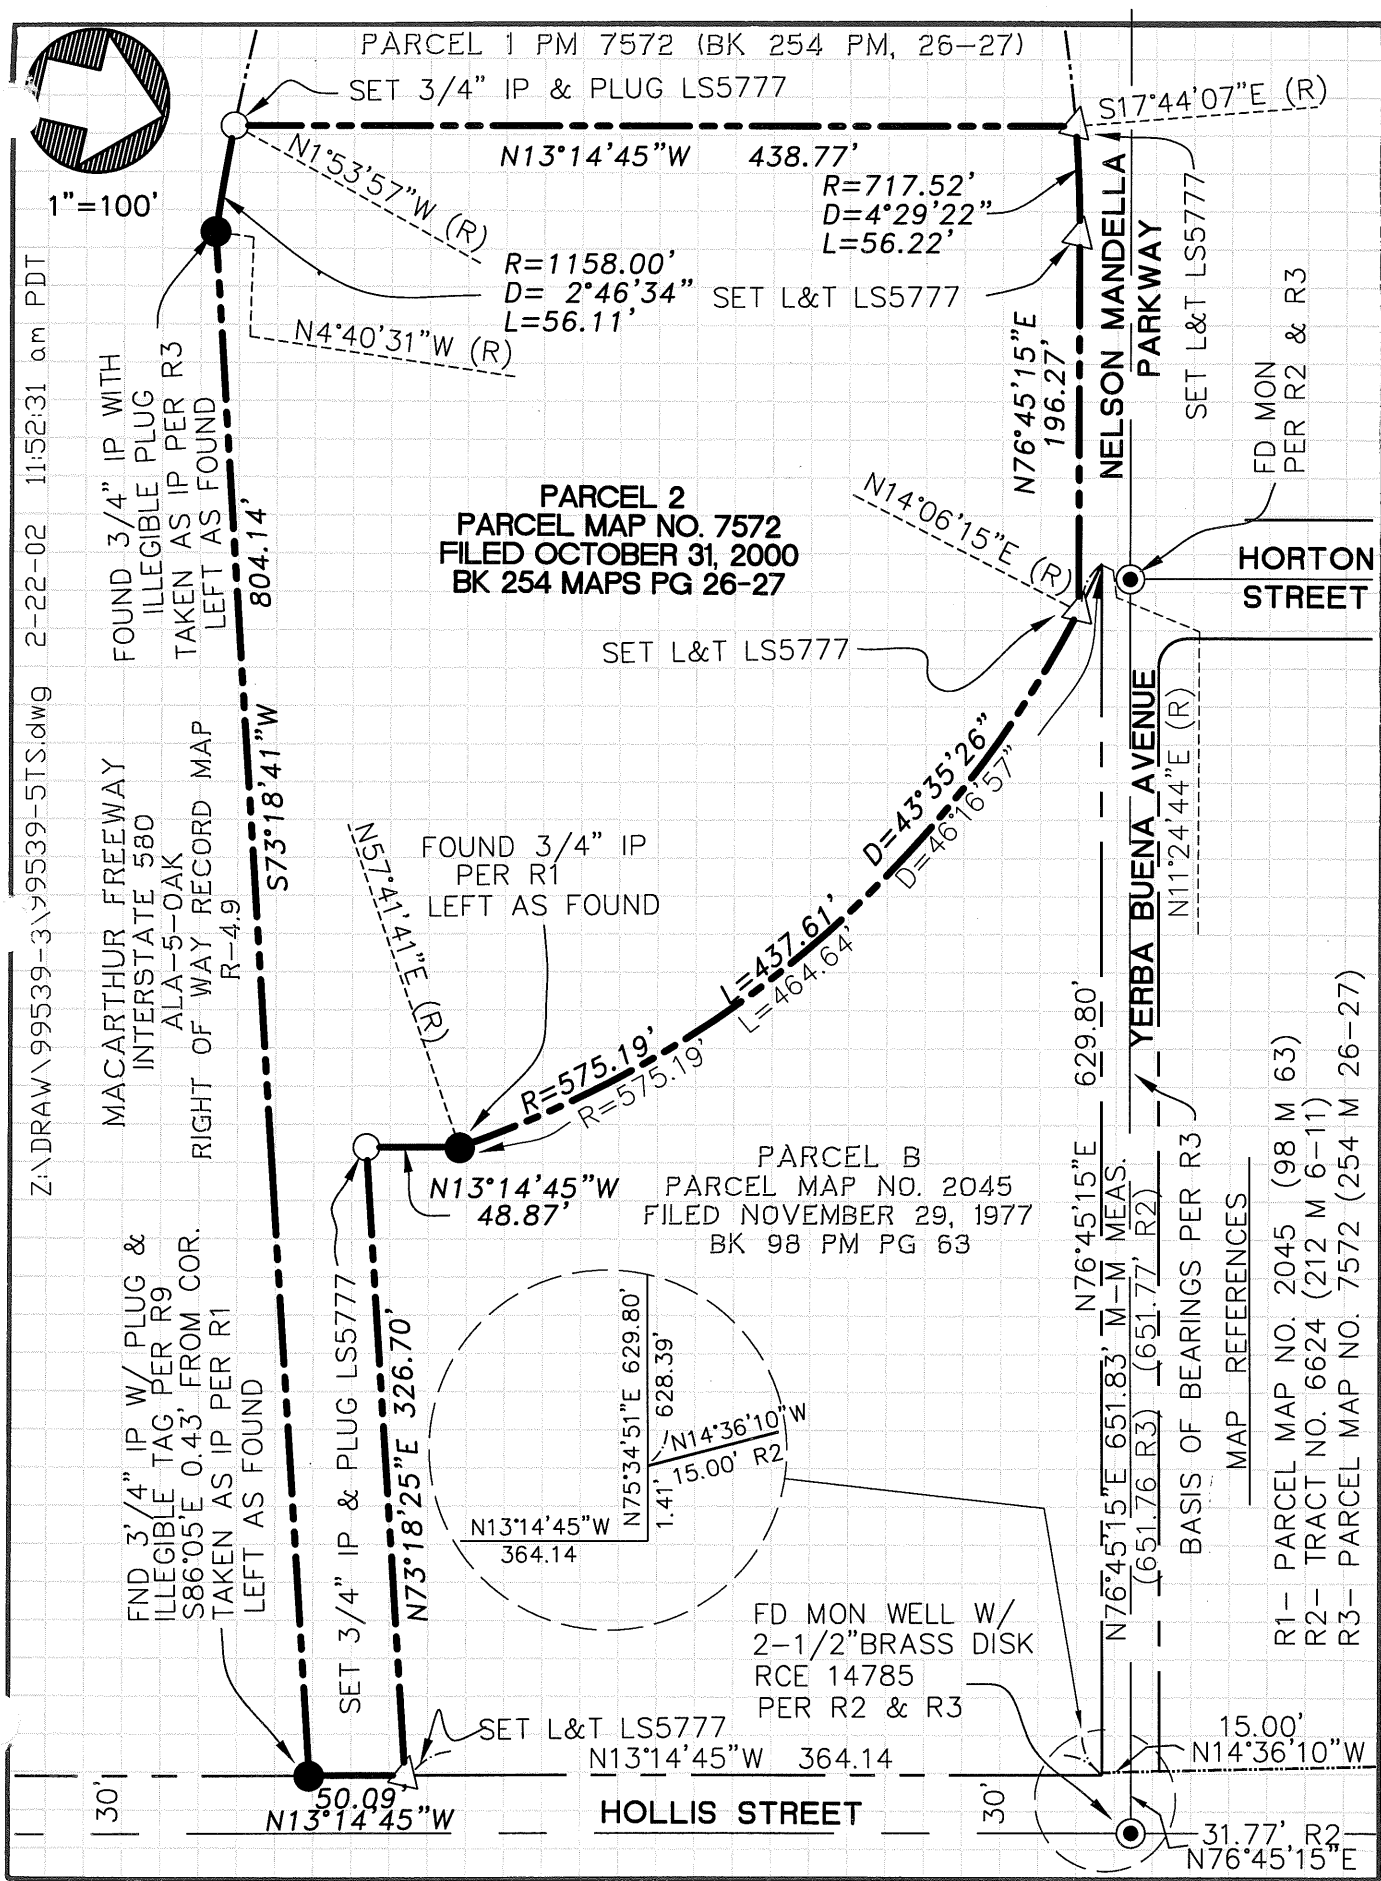 PARCEL 1 PM 7572 (BK 254 PM, 26-27)
SET 3/4" IP & PLUG LS5777
S17°44'07"E (R)
N13°14'45"W 438.77'
N1°53'57"W (R)
1"=100'
R=717.52'
D=4°29'22"
L=56.22'
R=1158.00'
D= 2°46'34"
L=56.11'
SET L&T LS5777
N4°40'31"W (R)
NELSON MANDELLA
PARKWAY
SET L&T LS5777
FD MON
PER R2 & R3
N76°45'15"E
196.27'
Z:\DRAW\99539-3\99539-5TS.dwg 2-22-02 11:52:31 am PDT
FOUND 3/4" IP WITH
ILLEGIBLE PLUG
TAKEN AS IP PER R3
LEFT AS FOUND
804.14'
S73°18'41"W
PARCEL 2
PARCEL MAP NO. 7572
FILED OCTOBER 31, 2000
BK 254 MAPS PG 26-27
N14°06'15"E (R)
HORTON
STREET
SET L&T LS5777
MACARTHUR FREEWAY
INTERSTATE 580
ALA-5-OAK
RIGHT OF WAY RECORD MAP
R-4.9
N57°41'41"E (R)
FOUND 3/4" IP
PER R1
LEFT AS FOUND
D=43°35'26"
D=46°16'57"
L=437.61'
L=464.64'
R=575.19'
R=575.19'
YERBA BUENA AVENUE
N11°24'44"E (R)
N13°14'45"W
48.87'
PARCEL B
PARCEL MAP NO. 2045
FILED NOVEMBER 29, 1977
BK 98 PM PG 63
N76°45'15"E 629.80'
N76°45'15"E 651.83' M-M MEAS.
(651.76 R3) (651.77' R2)
BASIS OF BEARINGS PER R3
MAP REFERENCES
R1- PARCEL MAP NO. 2045 (98 M 63)
R2- TRACT NO. 6624 (212 M 6-11)
R3- PARCEL MAP NO. 7572 (254 M 26-27)
FND 3'/4" IP W/ PLUG &
ILLEGIBLE TAG PER R9
S86°05'E 0.43' FROM COR.
TAKEN AS IP PER R1
LEFT AS FOUND
SET 3/4" IP & PLUG LS5777
N73°18'25"E 326.70'
N75°34'51"E 629.80'
1.41' 628.39'
N14°36'10"W
15.00' R2
N13°14'45"W
364.14
FD MON WELL W/
2-1/2"BRASS DISK
RCE 14785
PER R2 & R3
SET L&T LS5777
N13°14'45"W 364.14
15.00'
N14°36'10"W
30'
50.09'
N13°14'45"W
HOLLIS STREET
30'
31.77' R2
N76°45'15"E